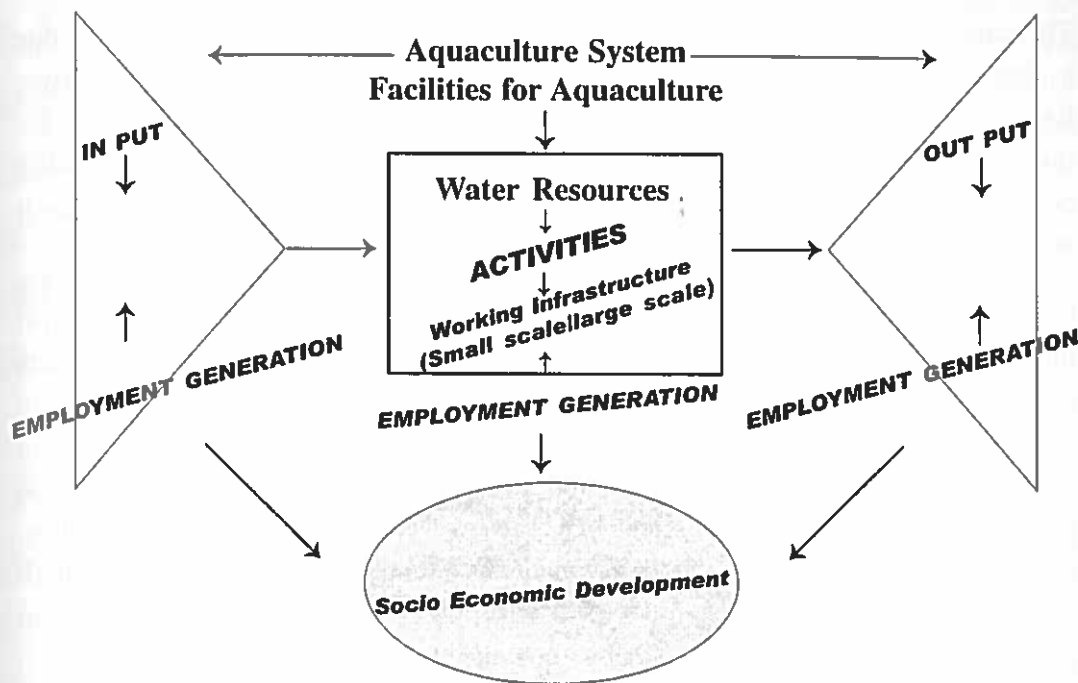 Aquaculture System
Facilities for Aquaculture
IN PUT
OUT PUT
Water Resources
ACTIVITIES
Working Infrastructure
(Small scale/large scale)
EMPLOYMENT GENERATION
EMPLOYMENT GENERATION
EMPLOYMENT GENERATION
Socio Economic Development